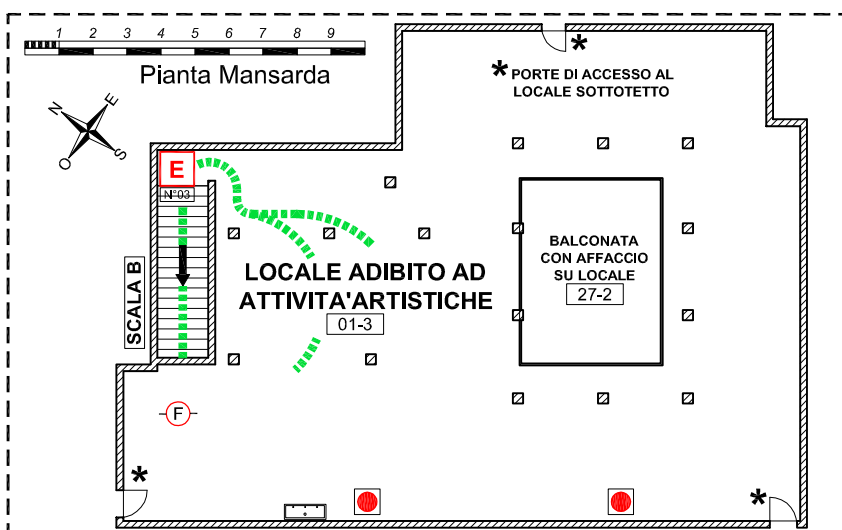 1 2 3 4 5 6 7 8 9
Pianta Mansarda
N
E
O
S
*
* PORTE DI ACCESSO AL
LOCALE SOTTOTETTO
E
N°03
SCALA B
LOCALE ADIBITO AD
ATTIVITA'ARTISTICHE
01-3
BALCONATA
CON AFFACCIO
SU LOCALE
27-2
F
*
*